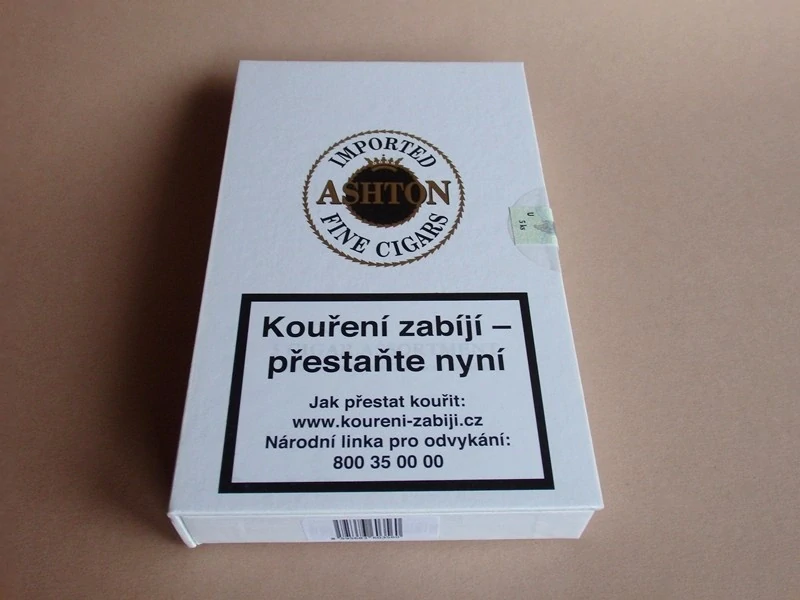 IMPORTED
ASHTON
FINE CIGARS
Kouření zabíjí –
přestaňte nyní
Jak přestat kouřit:
www.koureni-zabiji.cz
Národní linka pro odvykání:
800 35 00 00